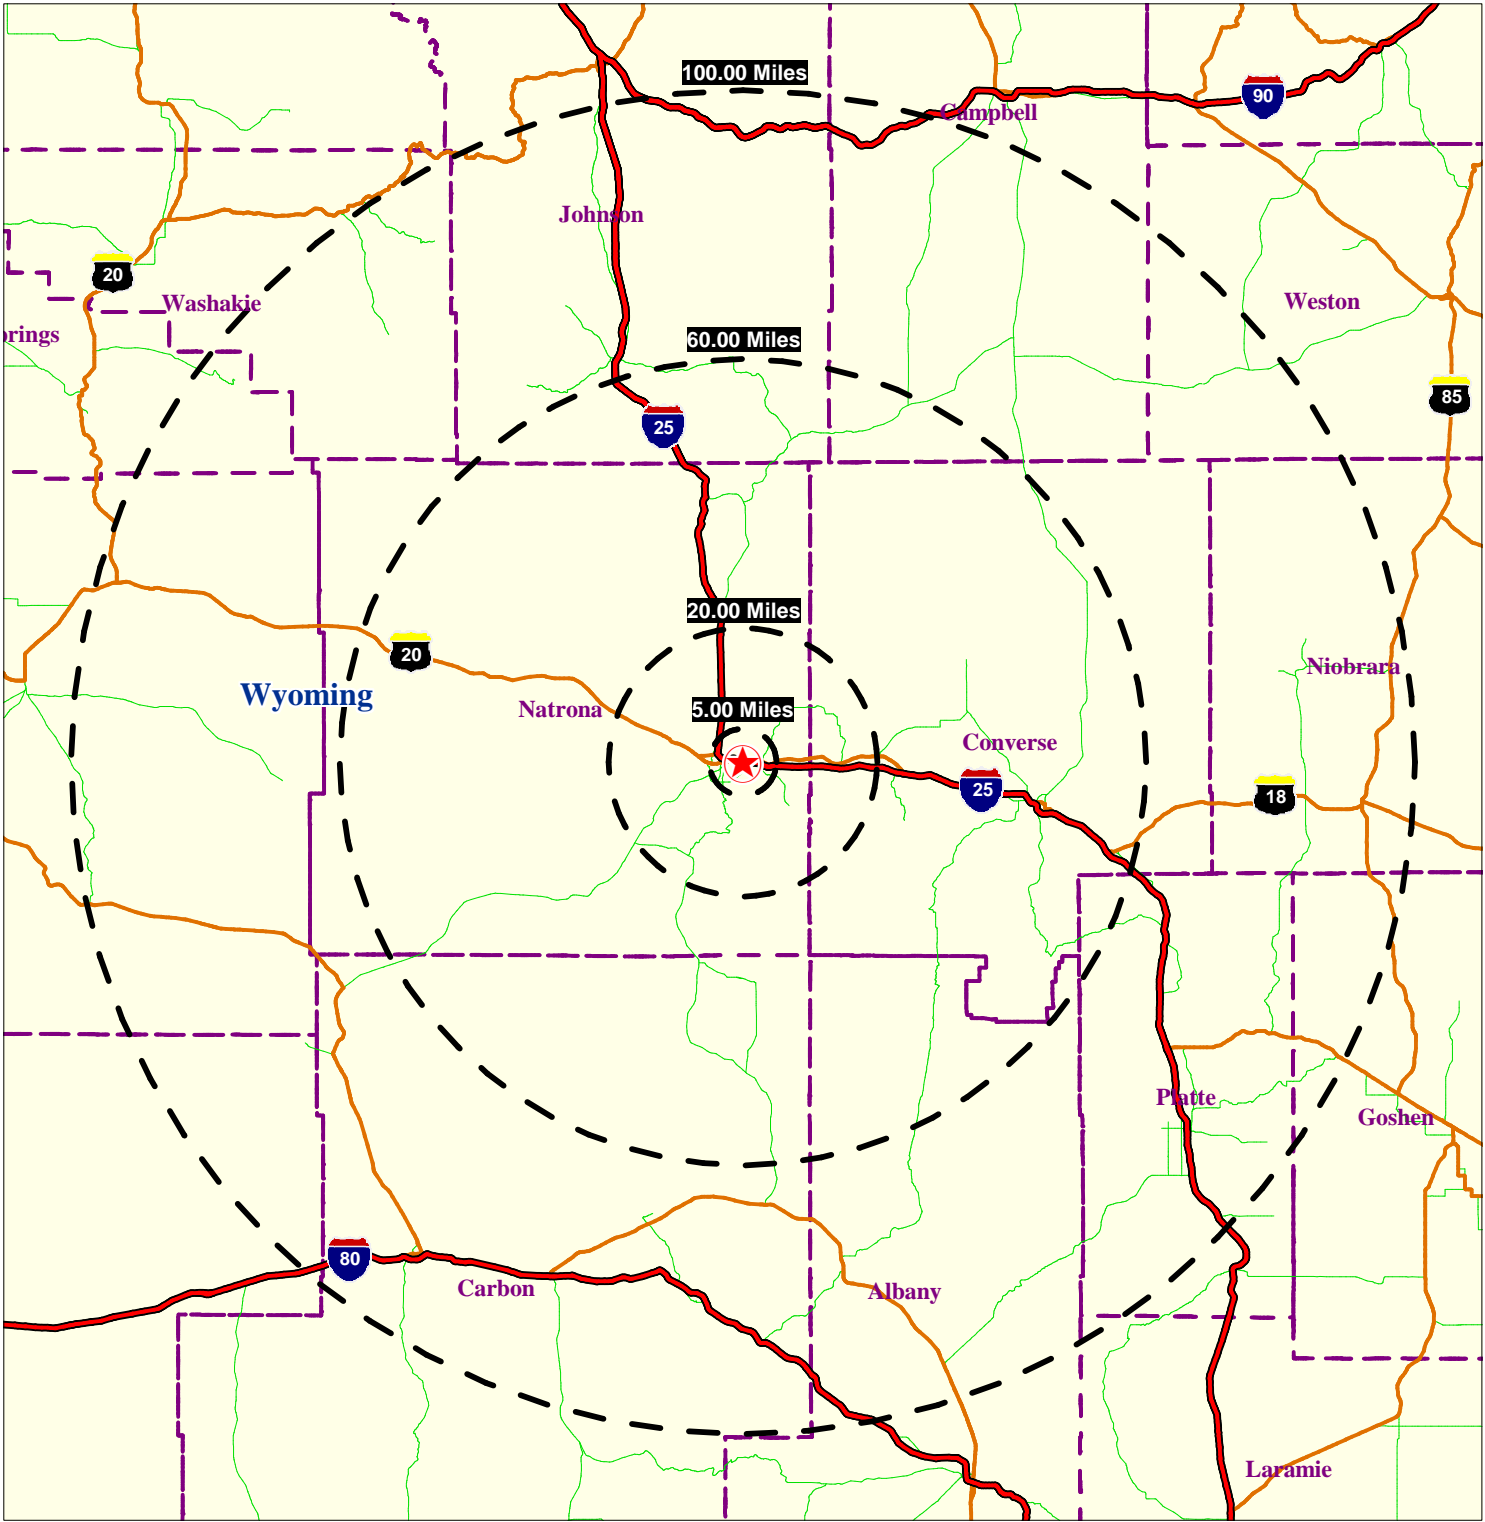 100.00 Miles
90
Campbell
Johnson
20
Washakie
Weston
prings
60.00 Miles
85
25
20.00 Miles
20
Niobrara
Wyoming
Natrona
5.00 Miles
Converse
25
18
Platte
Goshen
80
Carbon
Albany
Laramie